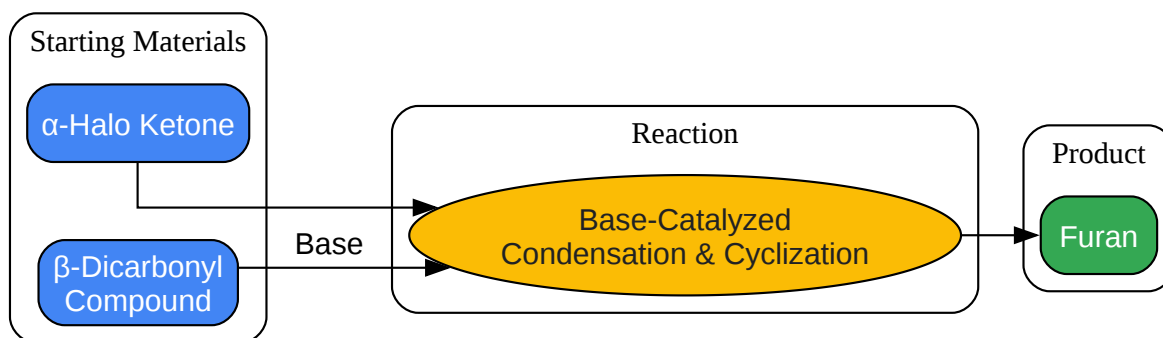 Starting Materials
α-Halo Ketone
β-Dicarbonyl
Compound
Base
Reaction
Base-Catalyzed
Condensation & Cyclization
Product
Furan